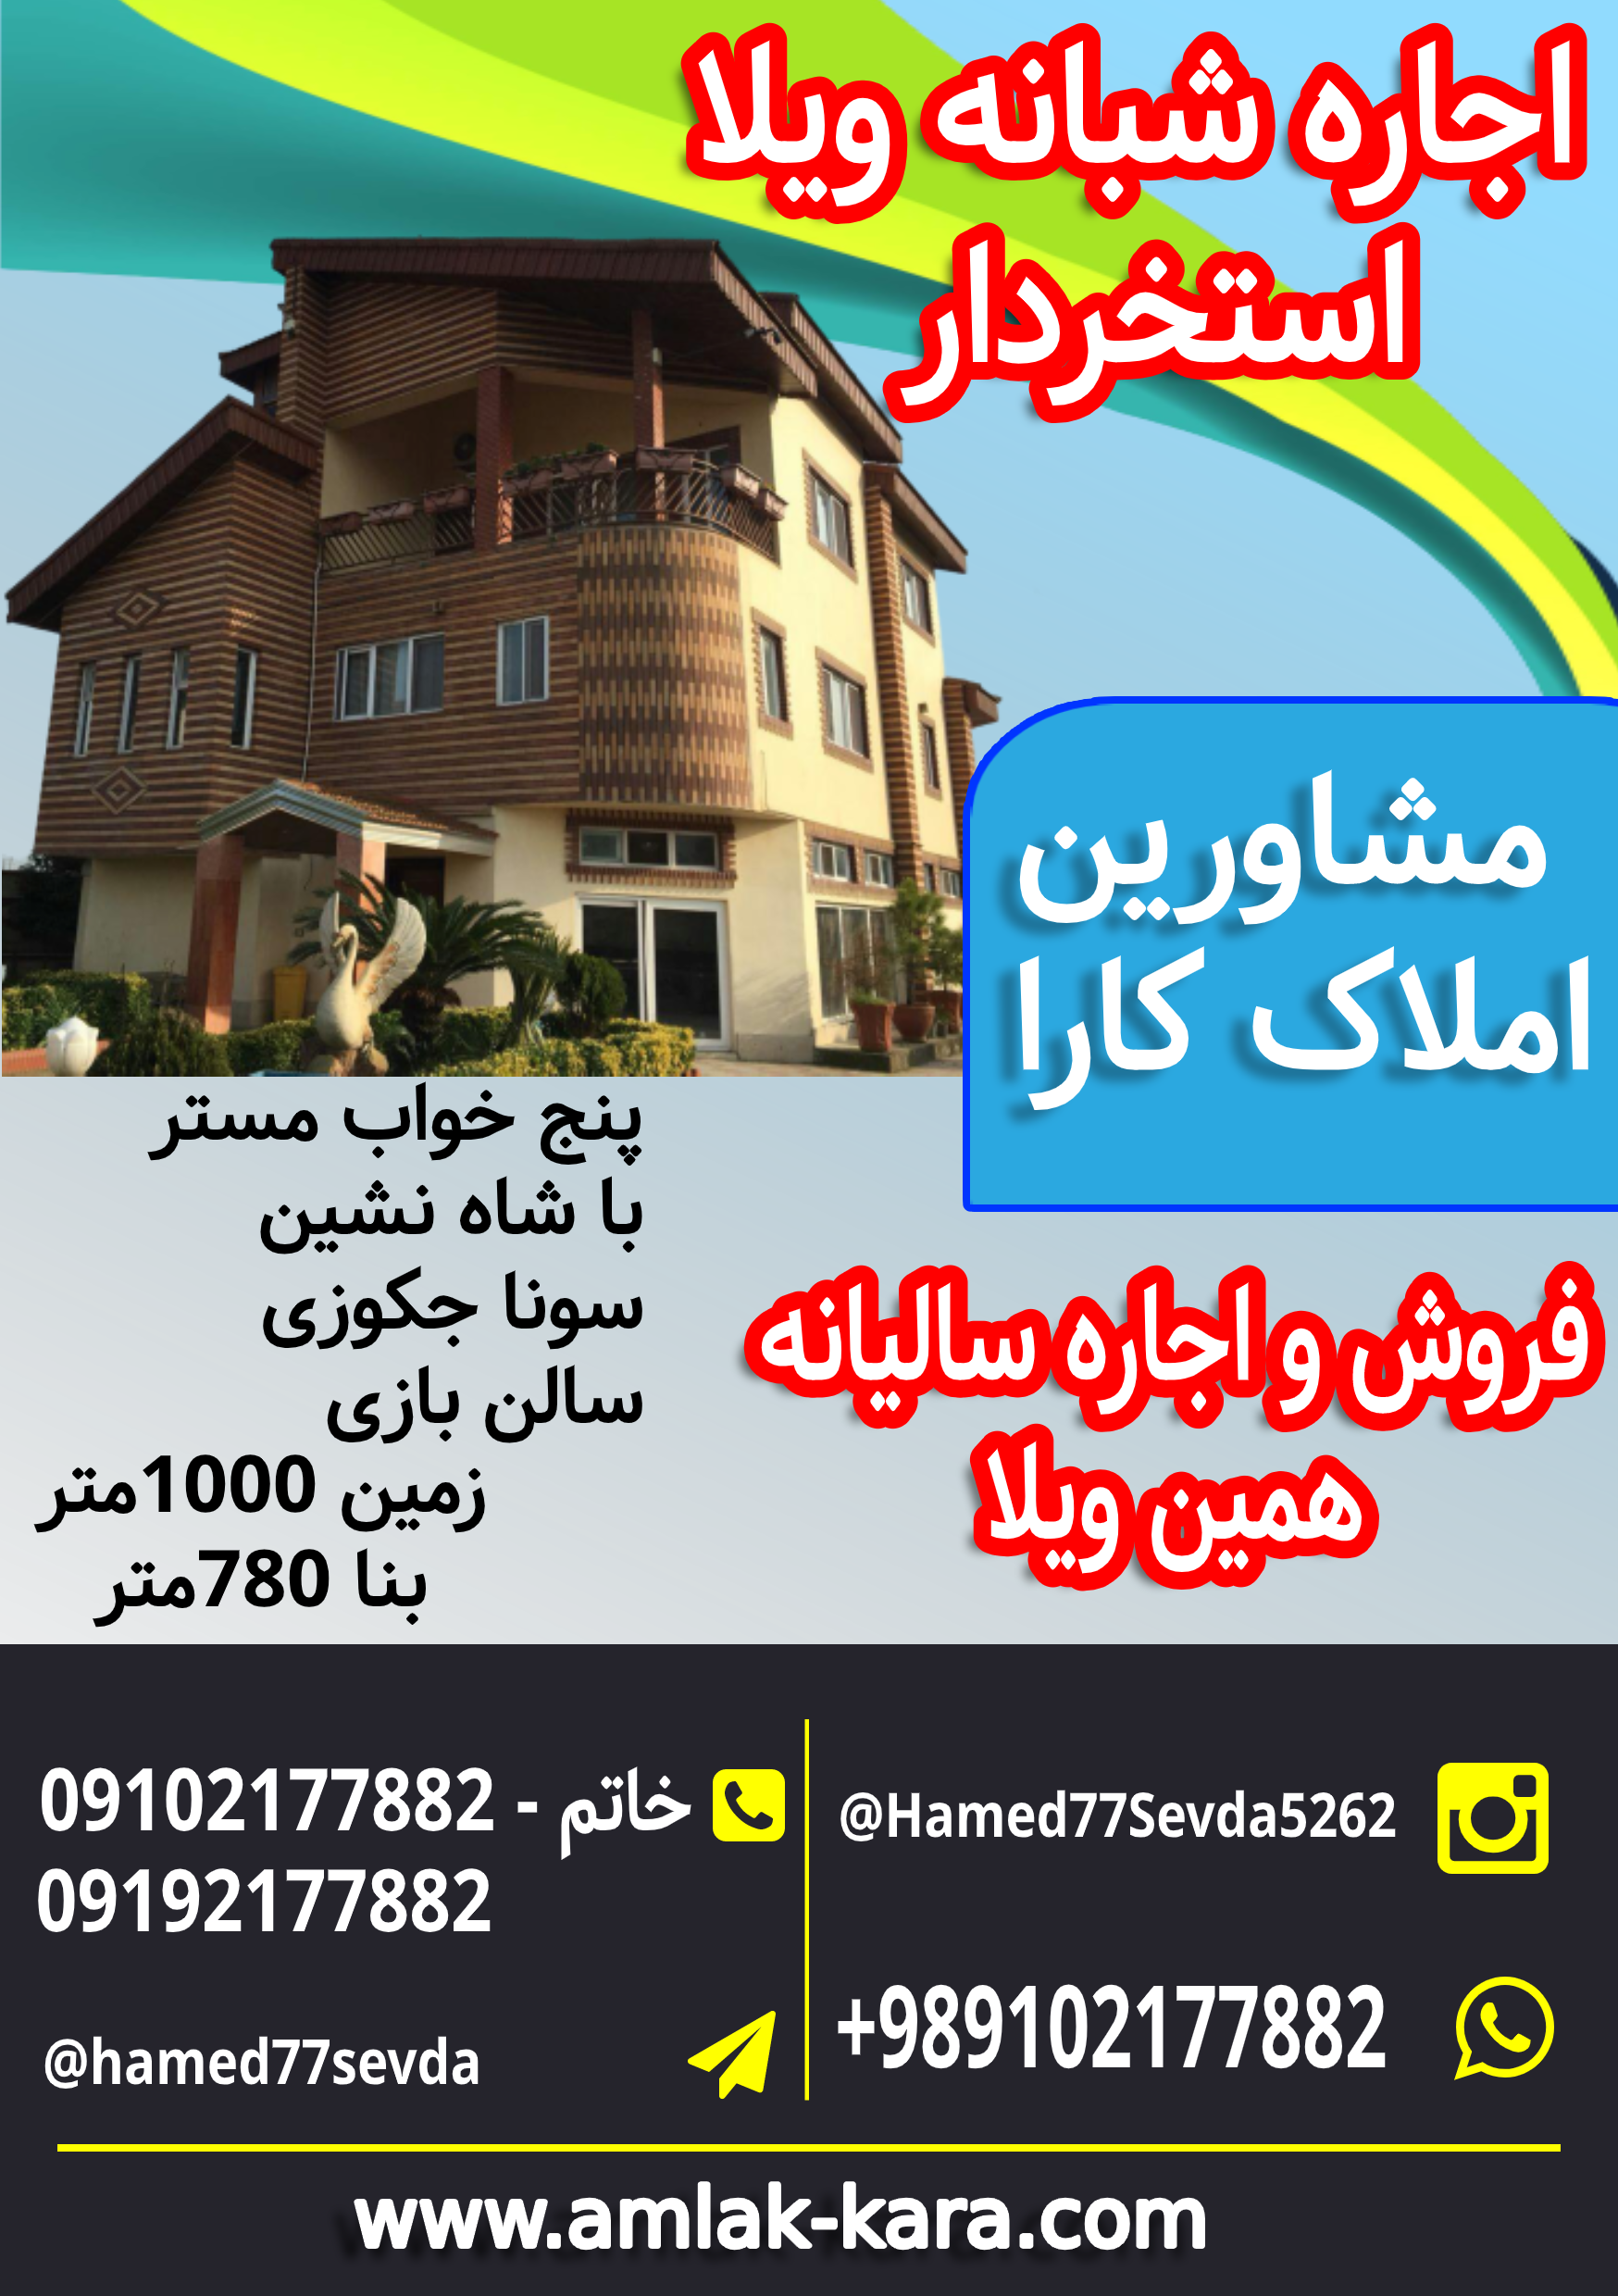 اجاره شبانه ویلا
استخردار
مشاورین
املاک کارا
پنج خواب مستر
با شاه نشین
سونا جکوزی
سالن بازی
زمین 1000متر
بنا 780متر
فروش و اجاره سالیانه
همین ویلا
خاتم - 09102177882
09192177882
@Hamed77Sevda5262
@hamed77sevda
+989102177882
www.amlak-kara.com